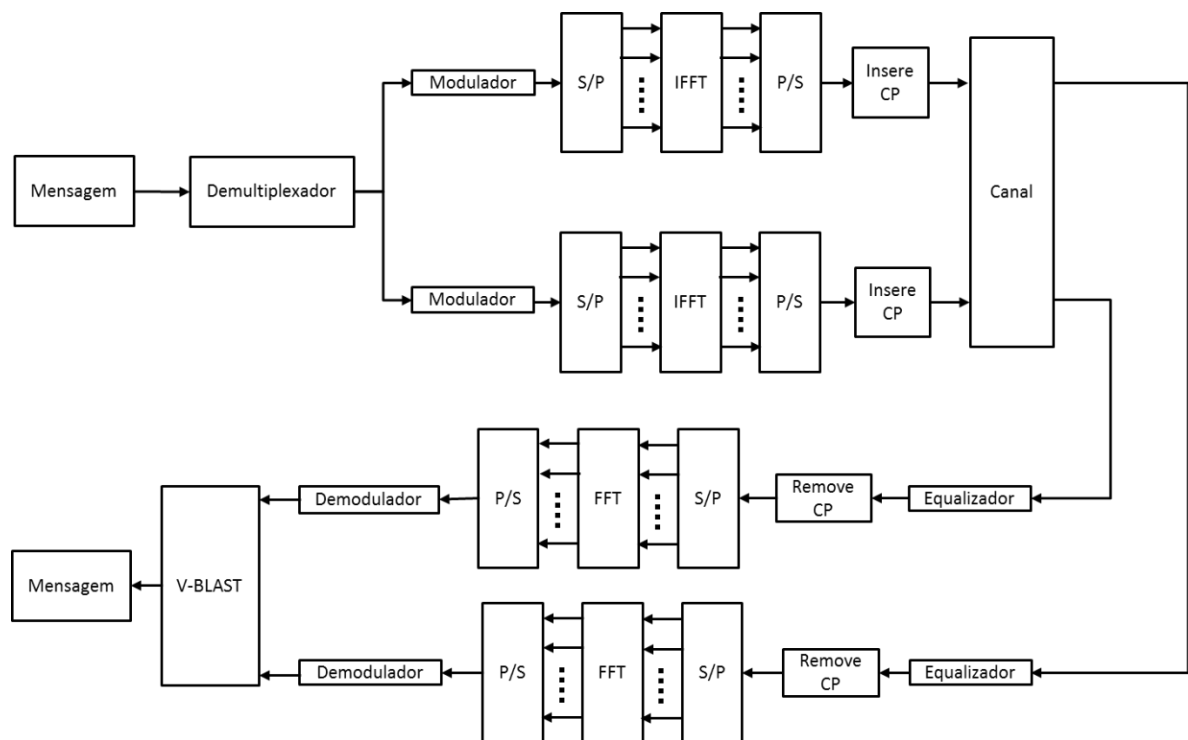 Mensagem
Demultiplexador
Modulador
S/P
IFFT
P/S
Insere
CP
Canal
Modulador
S/P
IFFT
P/S
Insere
CP
Mensagem
V-BLAST
Demodulador
P/S
FFT
S/P
Remove
CP
Equalizador
Demodulador
P/S
FFT
S/P
Remove
CP
Equalizador